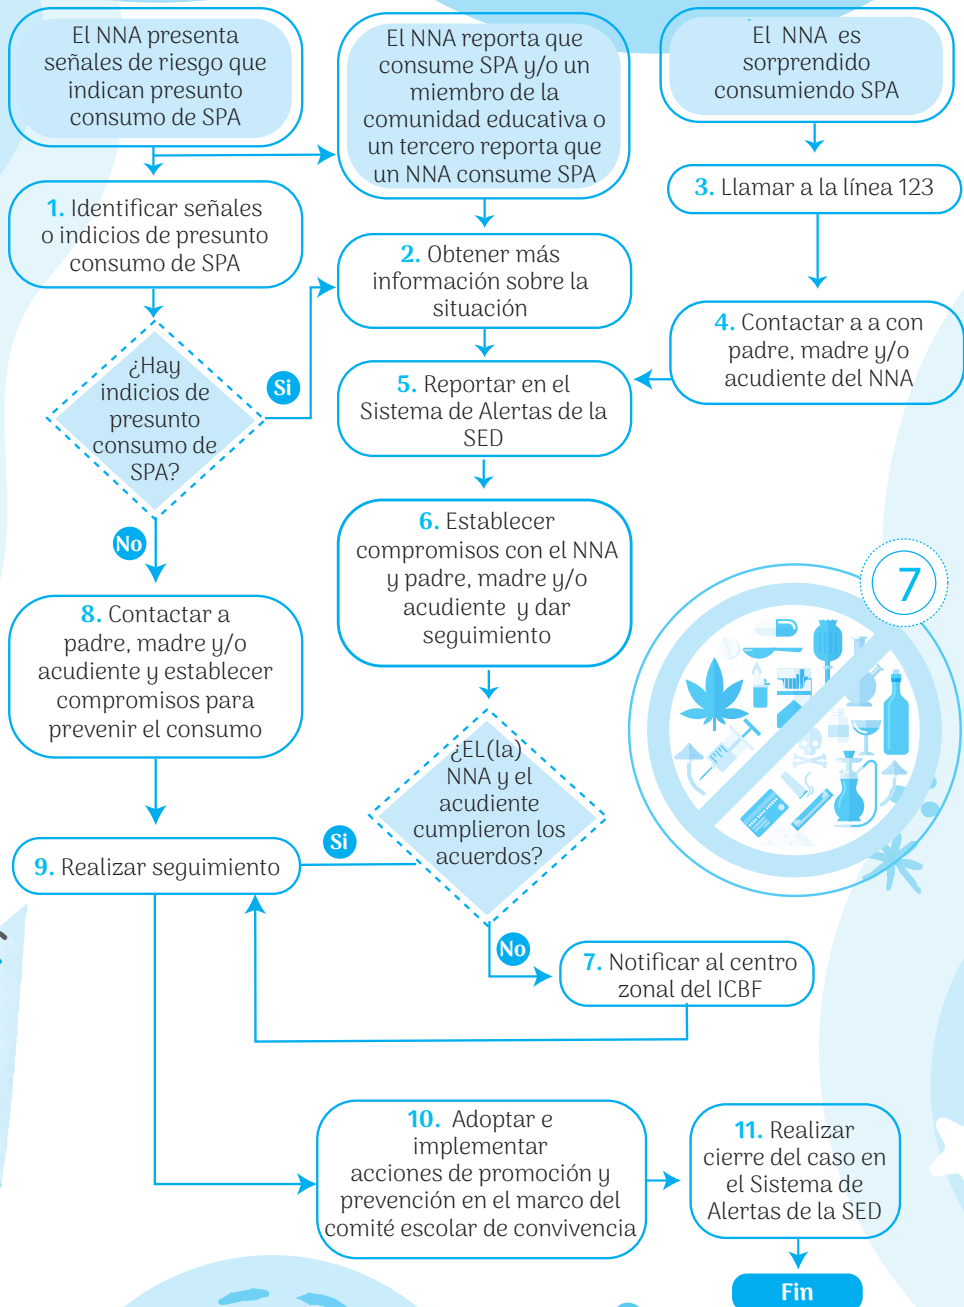 El NNA presenta
señales de riesgo que
indican presunto
consumo de SPA
El NNA reporta que
consume SPA y/o un
miembro de la
comunidad educativa o
un tercero reporta que
un NNA consume SPA
El NNA es
sorprendido
consumiendo SPA
1. Identificar señales
o indicios de presunto
consumo de SPA
2. Obtener más
información sobre la
situación
3. Llamar a la línea 123
4. Contactar a a con
padre, madre y/o
acudiente del NNA
¿Hay
indicios de
presunto
consumo de
SPA?
Si
No
5. Reportar en el
Sistema de Alertas de la
SED
6. Establecer
compromisos con el NNA
y padre, madre y/o
acudiente y dar
seguimiento
7
8. Contactar a
padre, madre y/o
acudiente y establecer
compromisos para
prevenir el consumo
¿EL(la)
NNA y el
acudiente
cumplieron los
acuerdos?
Si
No
9. Realizar seguimiento
7. Notificar al centro
zonal del ICBF
10. Adoptar e
implementar
acciones de promoción y
prevención en el marco del
comité escolar de convivencia
11. Realizar
cierre del caso en
el Sistema de
Alertas de la SED
Fin